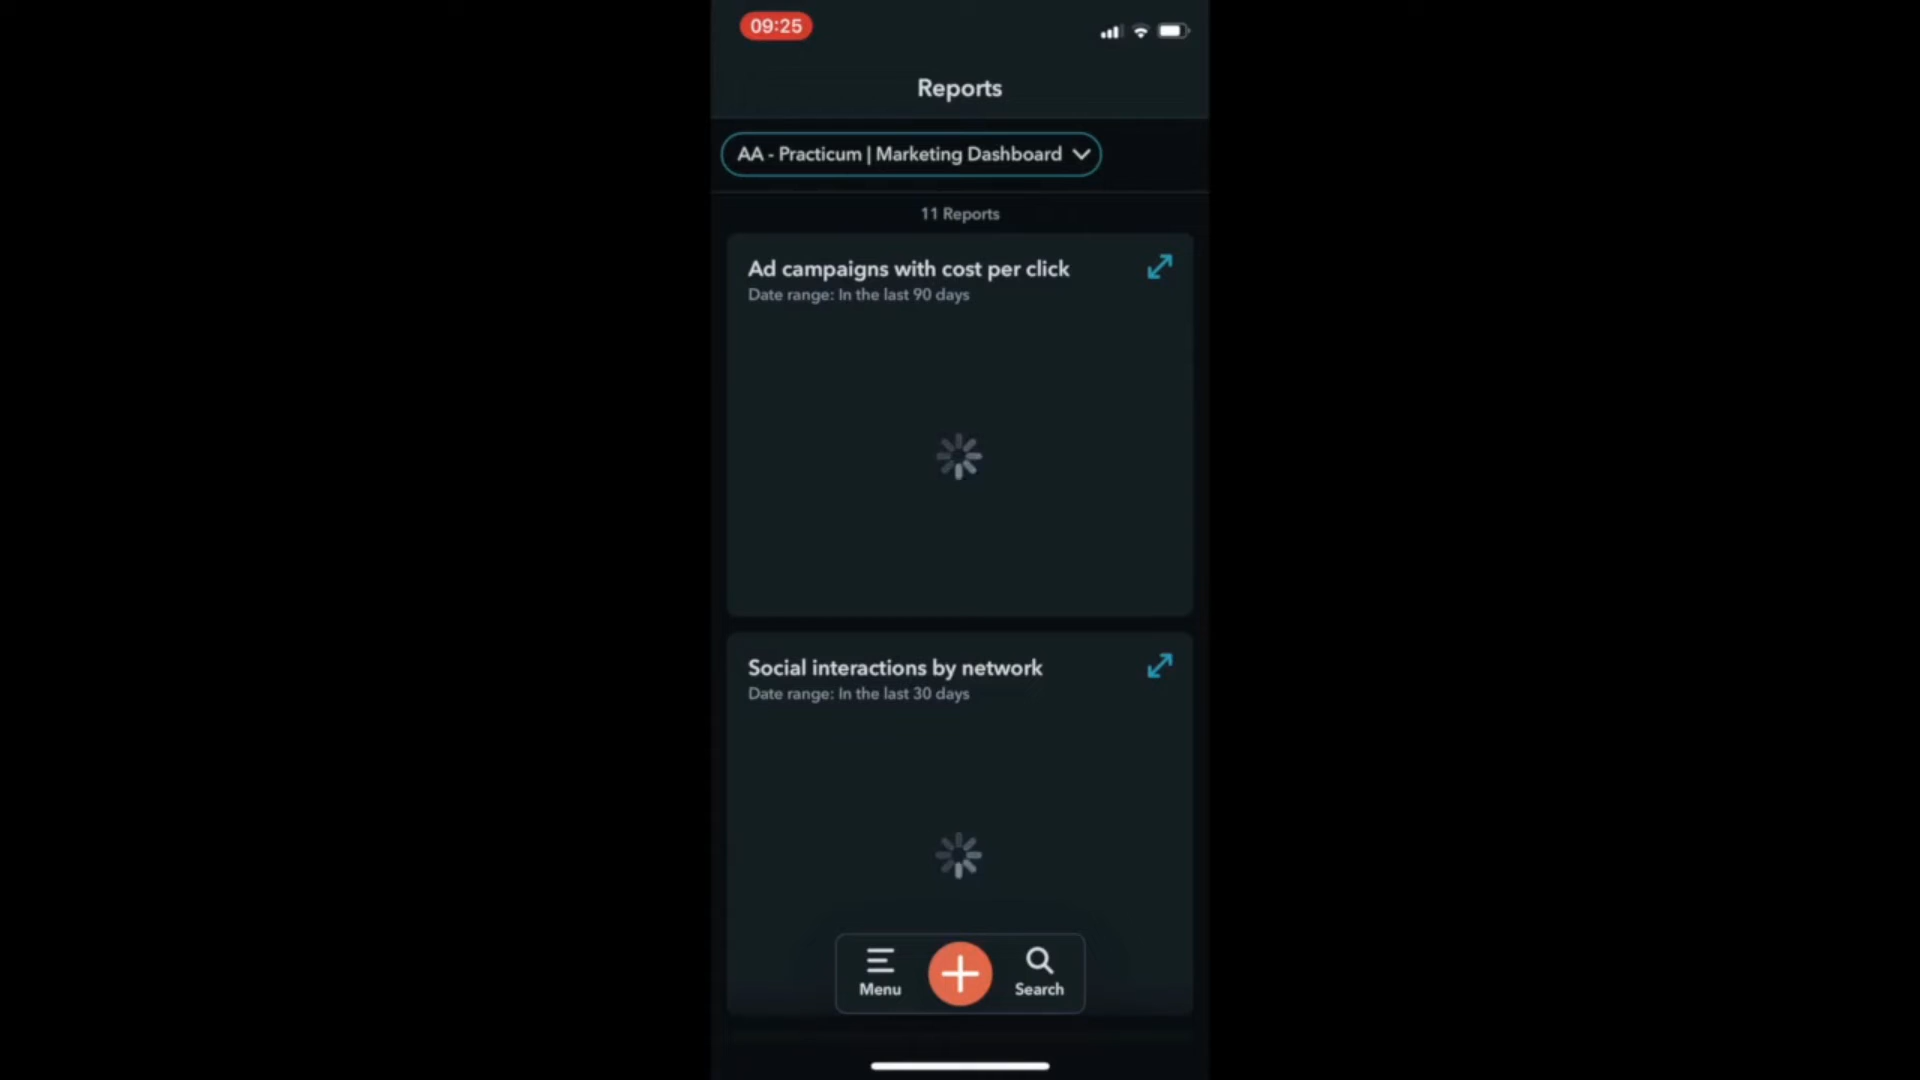 09:25
Reports
AA - Practicum | Marketing Dashboard
11 Reports
Ad campaigns with cost per click
Date range: In the last 90 days
Social interactions by network
Date range: In the last 30 days
Menu
Search